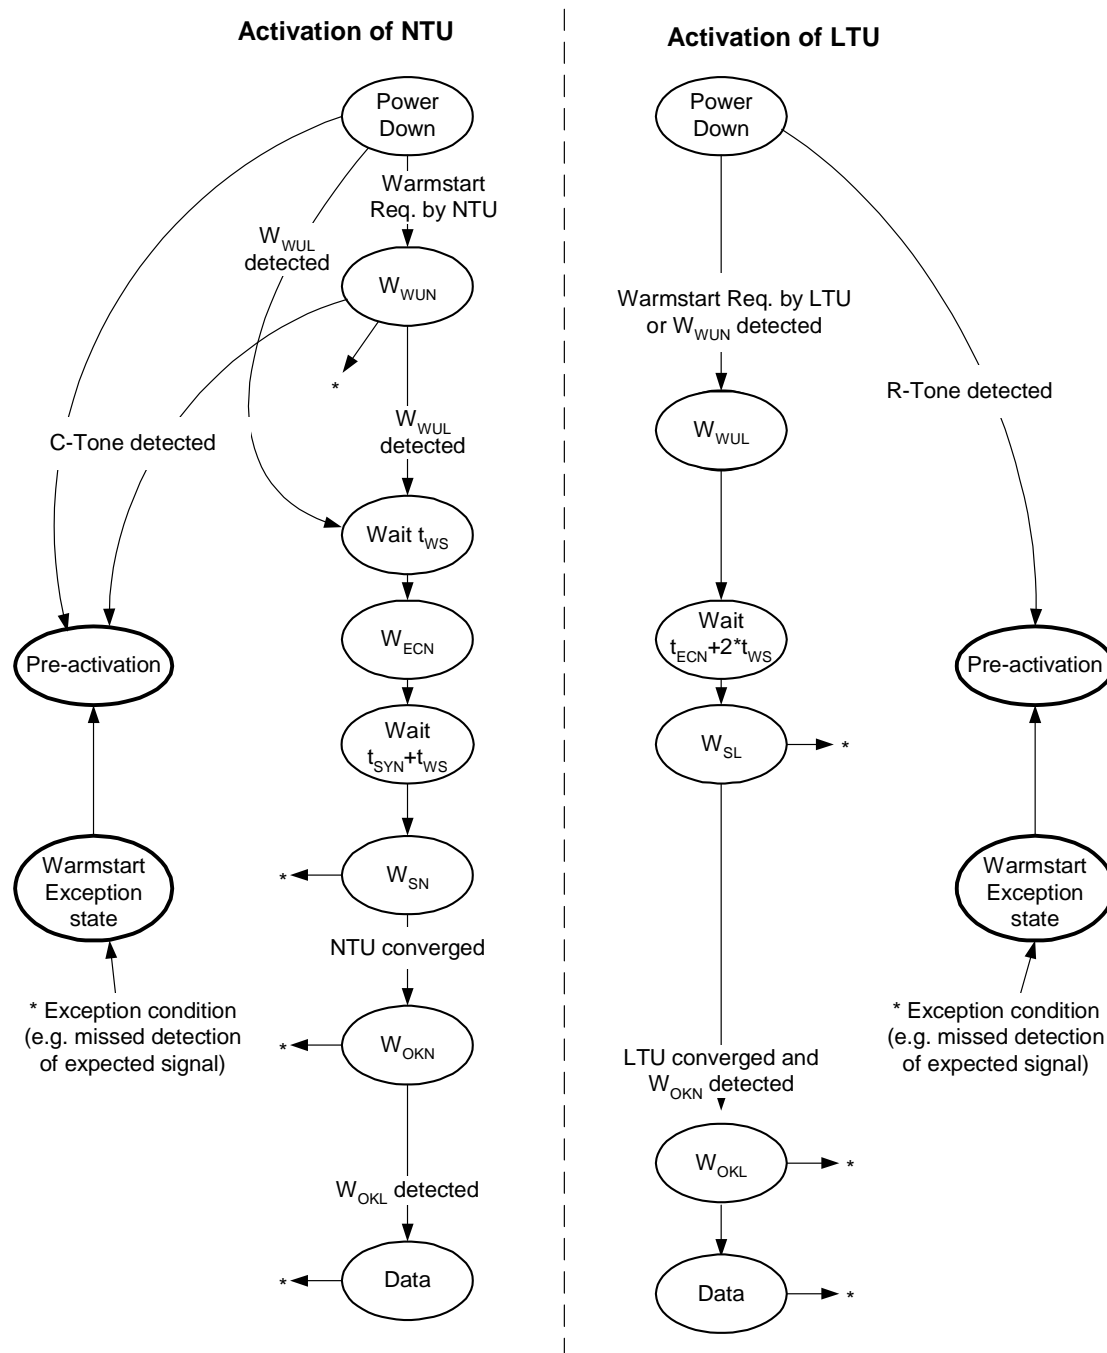 Activation of NTU
Power
Down
Warmstart
Req. by NTU
W_WUL
detected
W_WUN
*
W_WUL
detected
C-Tone detected
Wait t_WS
W_ECN
Pre-activation
Wait
t_SYN+t_WS
Warmstart
Exception
state
* W_SN
NTU converged
* Exception condition
(e.g. missed detection
of expected signal)
* W_OKN
W_OKL detected
* Data
Activation of LTU
Power
Down
Warmstart Req. by LTU
or W_WUN detected
R-Tone detected
W_WUL
Wait
t_ECN+2*t_WS
Pre-activation
W_SL *
Warmstart
Exception
state
* Exception condition
(e.g. missed detection
of expected signal)
LTU converged and
W_OKN detected
W_OKL *
Data *